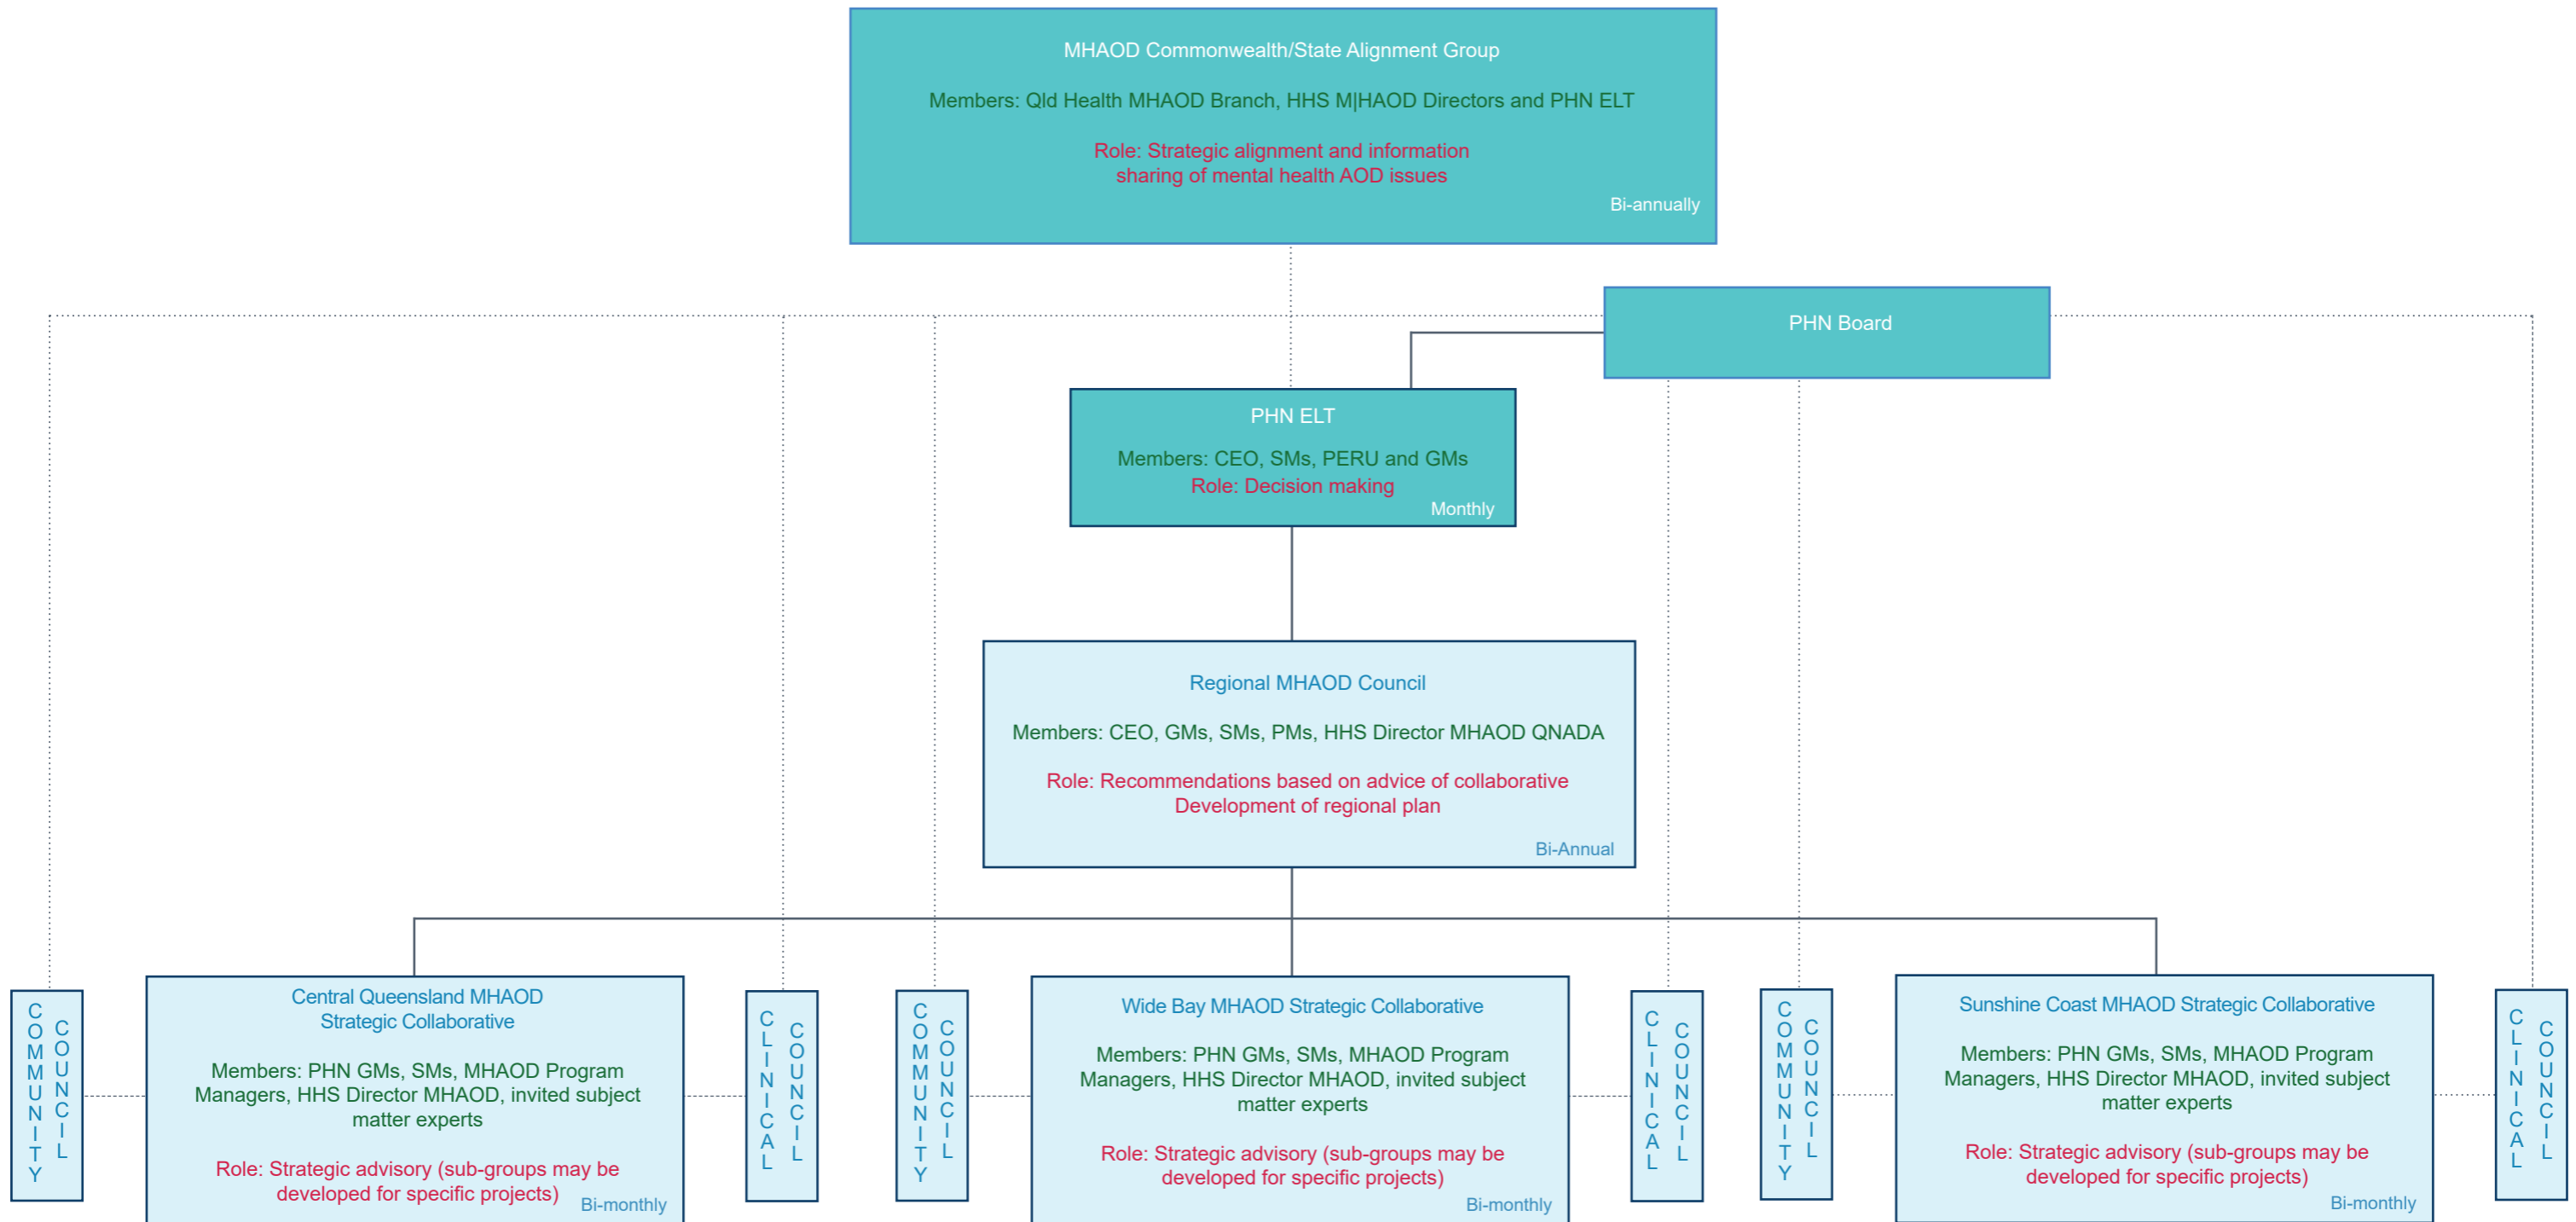 MHAOD Commonwealth/State Alignment Group
Members: Qld Health MHAOD Branch, HHS M|HAOD Directors and PHN ELT
Role: Strategic alignment and information
sharing of mental health AOD issues
Bi-annually
PHN Board
PHN ELT
Members: CEO, SMs, PERU and GMs
Role: Decision making
Monthly
Regional MHAOD Council
Members: CEO, GMs, SMs, PMs, HHS Director MHAOD QNADA
Role: Recommendations based on advice of collaborative
Development of regional plan
Bi-Annual
COMMUNITY
COUNCIL
Central Queensland MHAOD
Strategic Collaborative
Members: PHN GMs, SMs, MHAOD Program
Managers, HHS Director MHAOD, invited subject
matter experts
Role: Strategic advisory (sub-groups may be
developed for specific projects)
Bi-monthly
CLINICAL
COUNCIL
COMMUNITY
COUNCIL
Wide Bay MHAOD Strategic Collaborative
Members: PHN GMs, SMs, MHAOD Program
Managers, HHS Director MHAOD, invited subject
matter experts
Role: Strategic advisory (sub-groups may be
developed for specific projects)
Bi-monthly
CLINICAL
COUNCIL
COMMUNITY
COUNCIL
Sunshine Coast MHAOD Strategic Collaborative
Members: PHN GMs, SMs, MHAOD Program
Managers, HHS Director MHAOD, invited subject
matter experts
Role: Strategic advisory (sub-groups may be
developed for specific projects)
Bi-monthly
CLINICAL
COUNCIL